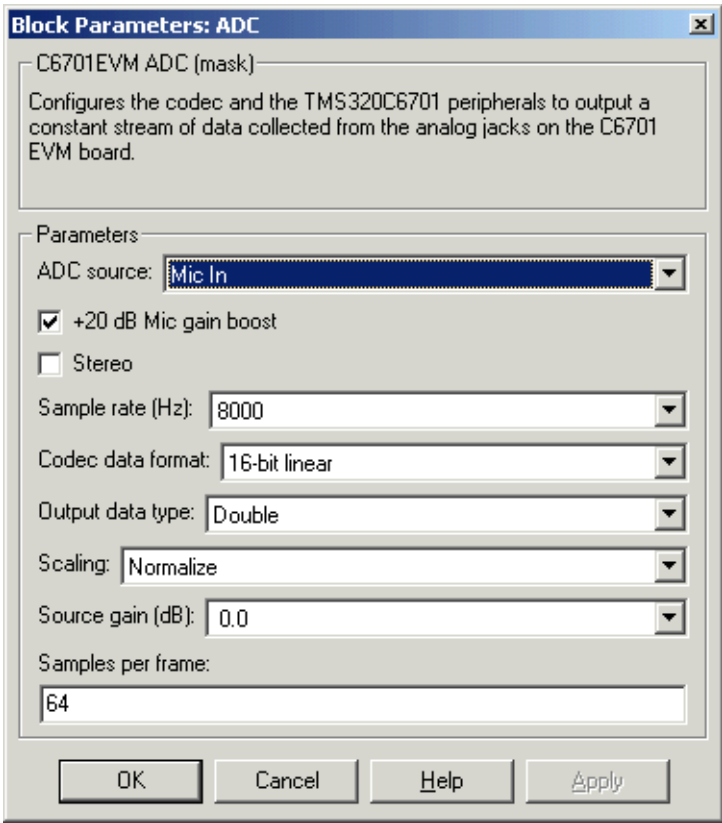 Block Parameters: ADC
C6701EVM ADC (mask)
Configures the codec and the TMS320C6701 peripherals to output a
constant stream of data collected from the analog jacks on the C6701
EVM board.
Parameters
ADC source: Mic In
+20 dB Mic gain boost
Stereo
Sample rate (Hz): 8000
Codec data format: 16-bit linear
Output data type: Double
Scaling: Normalize
Source gain (dB): 0.0
Samples per frame:
64
OK Cancel Help Apply